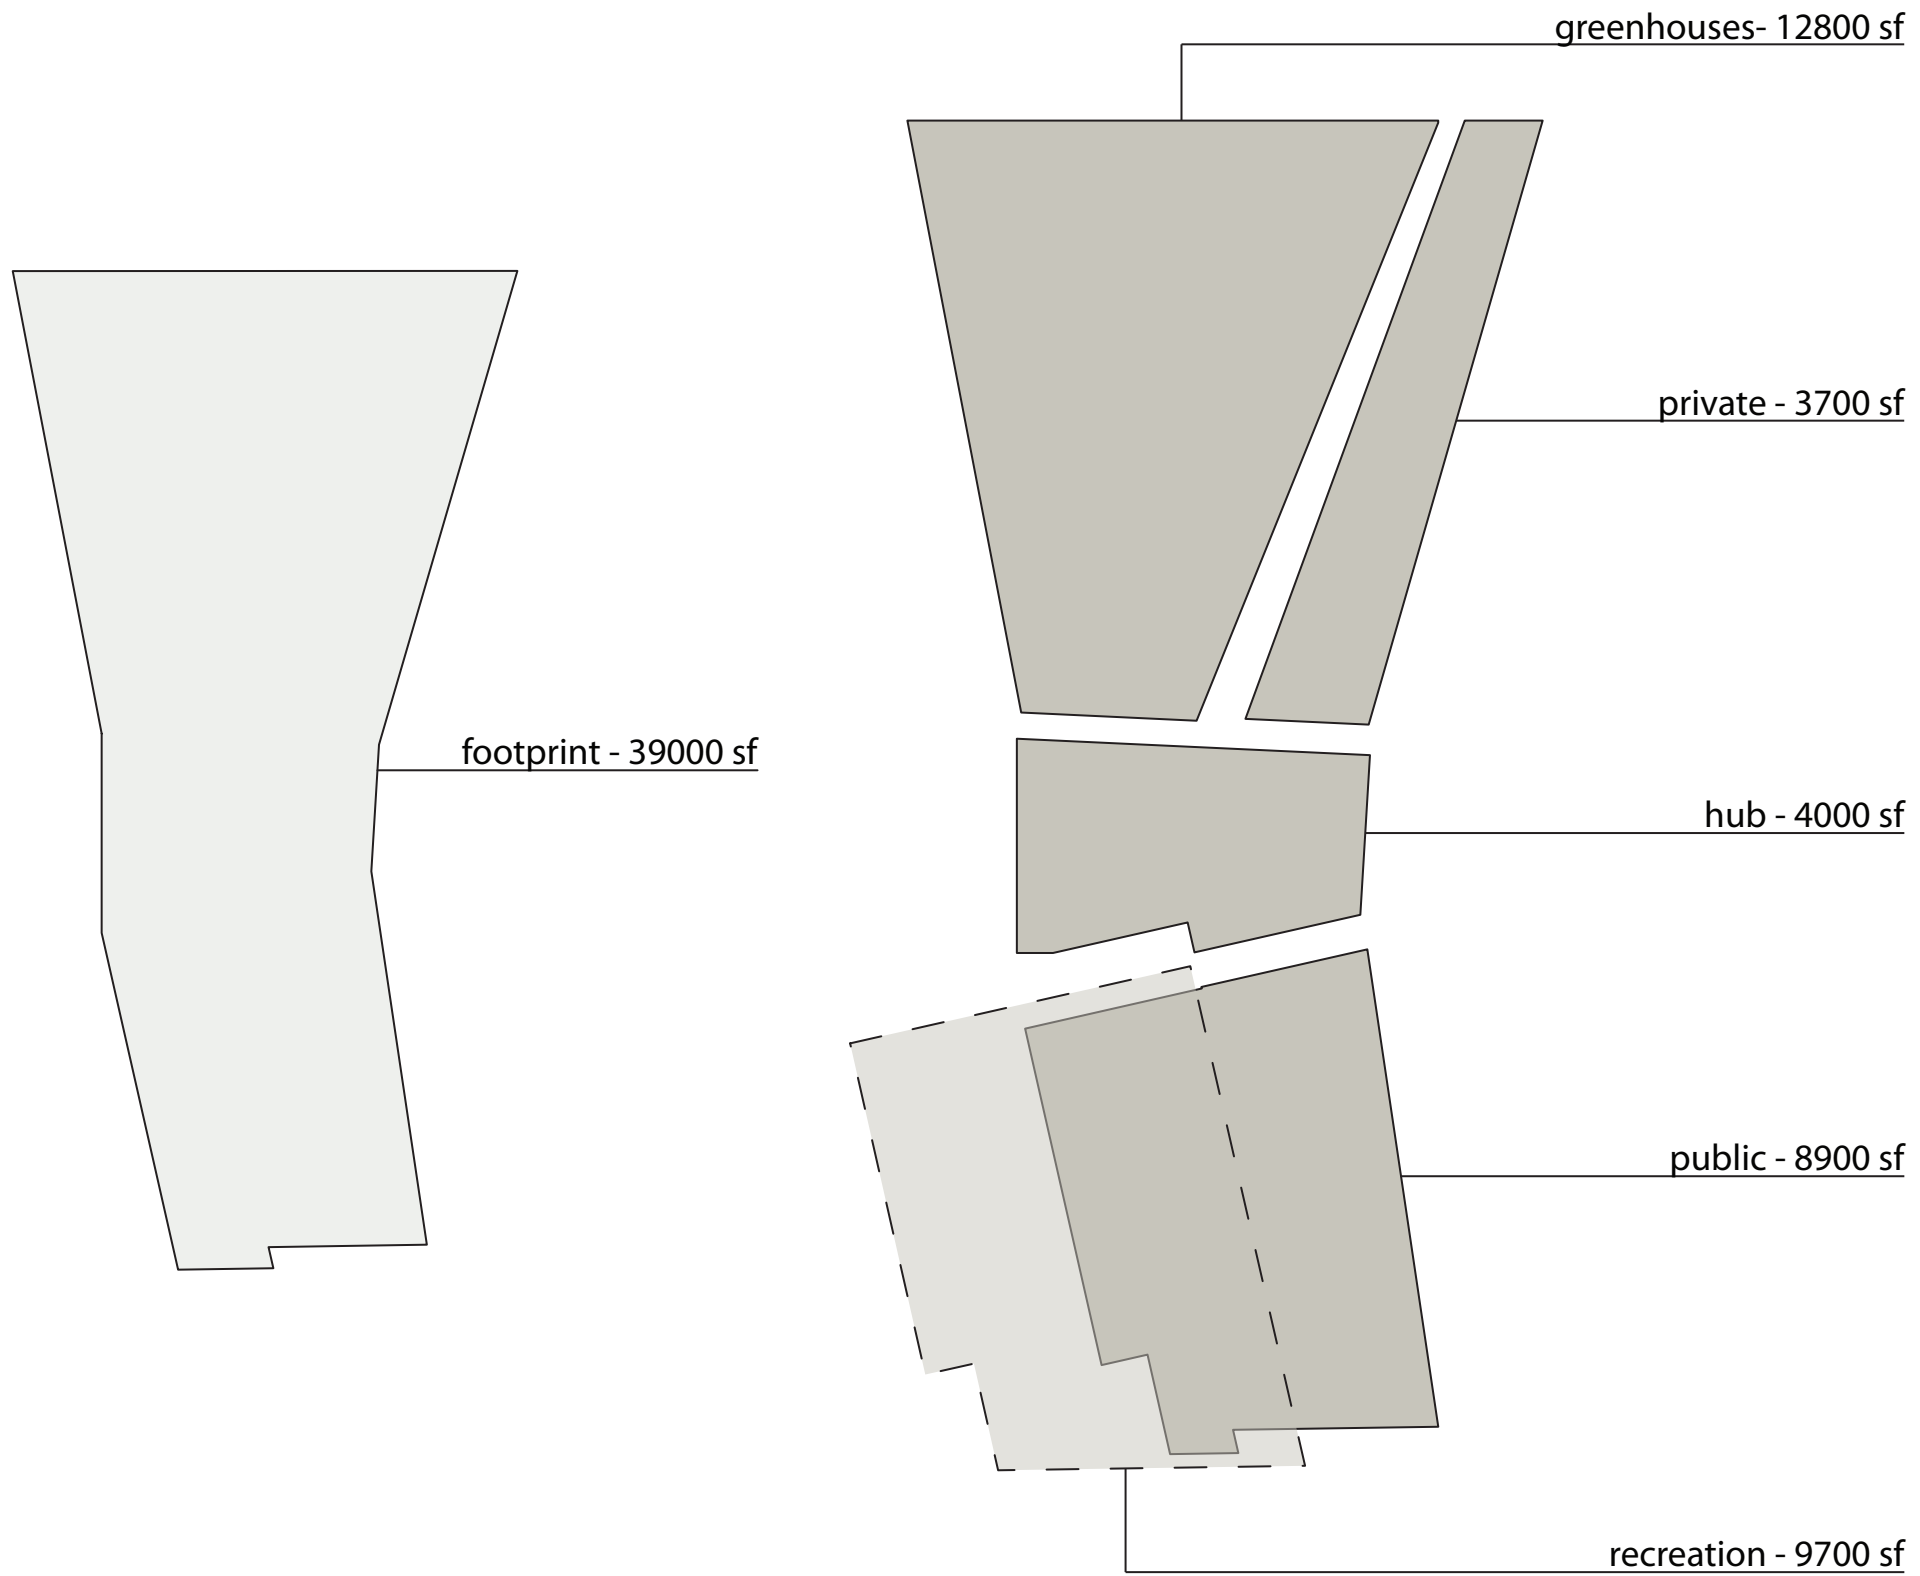 greenhouses- 12800 sf
private - 3700 sf
footprint - 39000 sf
hub - 4000 sf
public - 8900 sf
recreation - 9700 sf